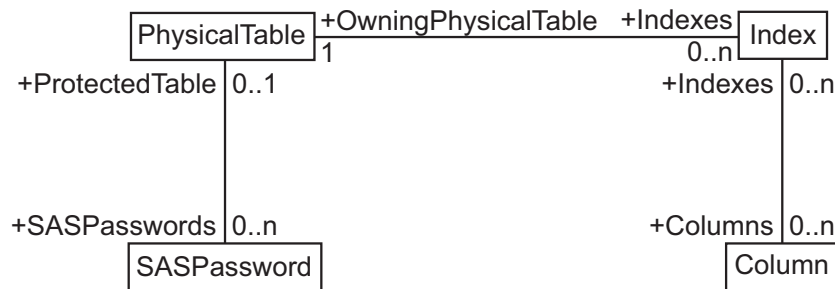 PhysicalTable +OwningPhysicalTable +Indexes Index
1 0..n
+ProtectedTable 0..1 +Indexes 0..n
+SASPasswords 0..n +Columns 0..n
SASPassword Column